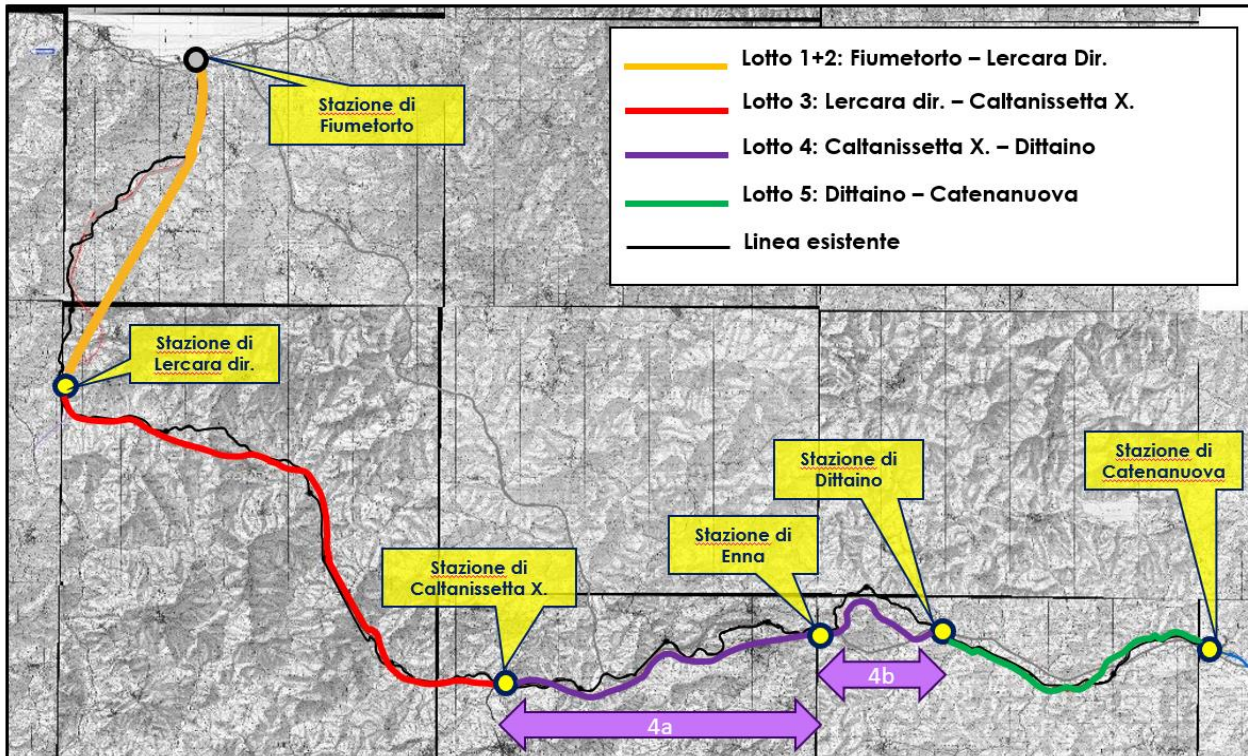 Lotto 1+2: Fiumetorto – Lercara Dir.
Lotto 3: Lercara dir. – Caltanissetta X.
Lotto 4: Caltanissetta X. – Dittaino
Lotto 5: Dittaino – Catenanuova
Linea esistente
Stazione di
Fiumetorto
Stazione di
Lercara dir.
Stazione di
Caltanissetta X.
Stazione di
Enna
Stazione di
Dittaino
Stazione di
Catenanuova
4a
4b